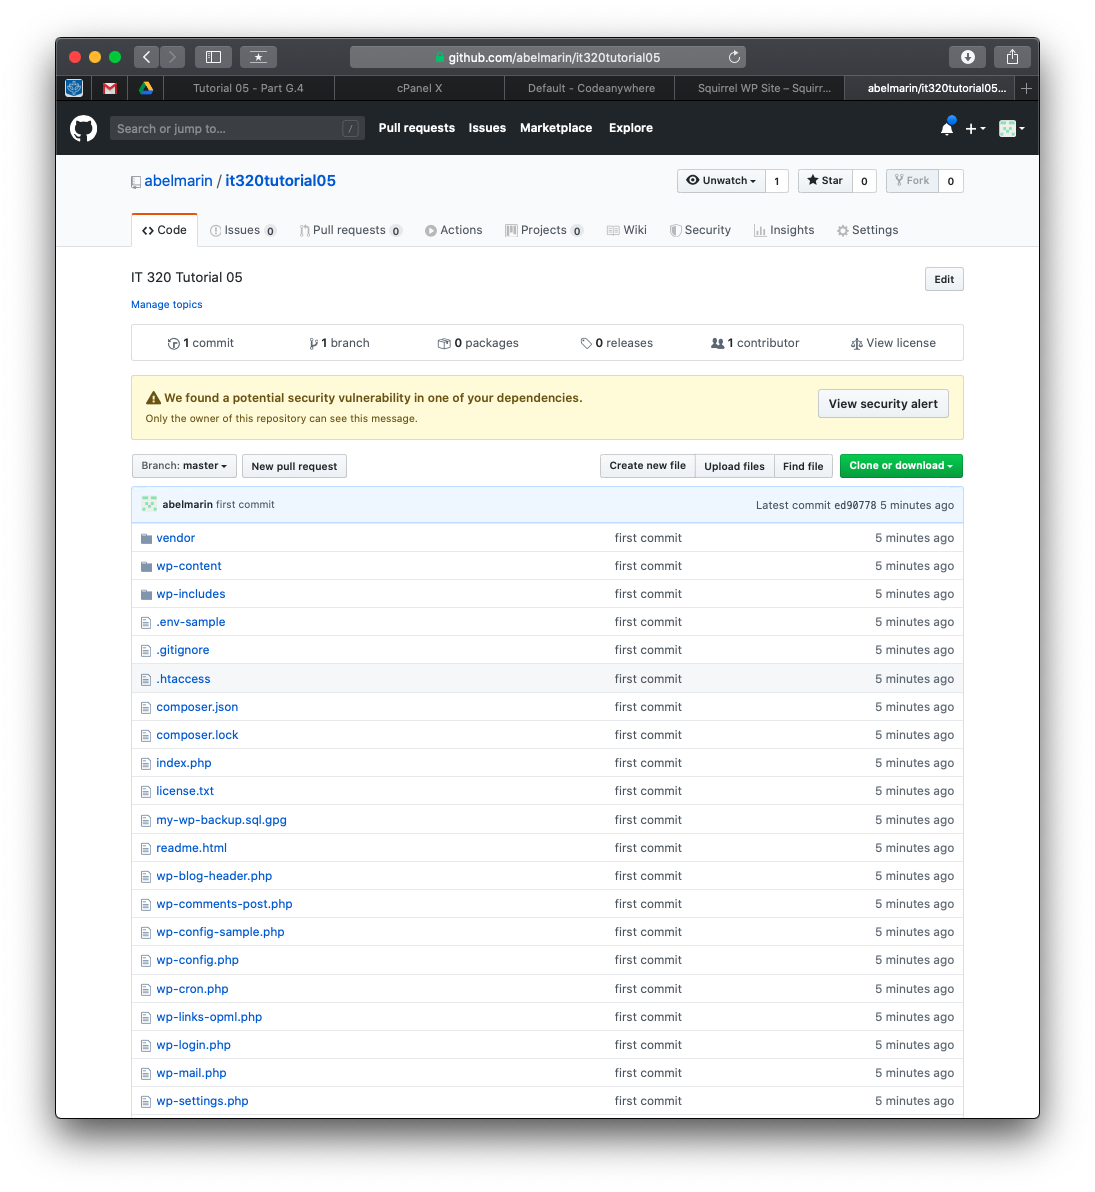 github.com/abelmarin/it320tutorial05
Tutorial 05 - Part G.4
cPanel X
Default - Codeanywhere
Squirrel WP Site – Squirr...
abelmarin/it320tutorial05...
Search or jump to...
/
Pull requests
Issues
Marketplace
Explore
abelmarin / it320tutorial05
Unwatch 1
Star 0
Fork 0
Code
Issues 0
Pull requests 0
Actions
Projects 0
Wiki
Security
Insights
Settings
IT 320 Tutorial 05
Edit
Manage topics
1 commit
1 branch
0 packages
0 releases
1 contributor
View license
We found a potential security vulnerability in one of your dependencies.
Only the owner of this repository can see this message.
View security alert
Branch: master
New pull request
Create new file
Upload files
Find file
Clone or download
abelmarin first commit Latest commit ed90778 5 minutes ago
vendor first commit 5 minutes ago
wp-content first commit 5 minutes ago
wp-includes first commit 5 minutes ago
.env-sample first commit 5 minutes ago
.gitignore first commit 5 minutes ago
.htaccess first commit 5 minutes ago
composer.json first commit 5 minutes ago
composer.lock first commit 5 minutes ago
index.php first commit 5 minutes ago
license.txt first commit 5 minutes ago
my-wp-backup.sql.gpg first commit 5 minutes ago
readme.html first commit 5 minutes ago
wp-blog-header.php first commit 5 minutes ago
wp-comments-post.php first commit 5 minutes ago
wp-config-sample.php first commit 5 minutes ago
wp-config.php first commit 5 minutes ago
wp-cron.php first commit 5 minutes ago
wp-links-opml.php first commit 5 minutes ago
wp-login.php first commit 5 minutes ago
wp-mail.php first commit 5 minutes ago
wp-settings.php first commit 5 minutes ago